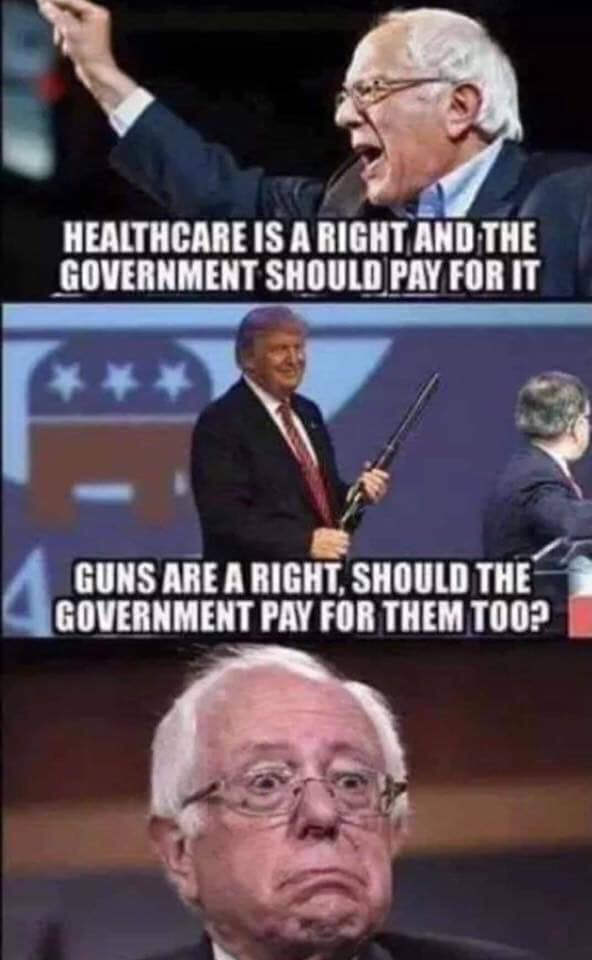 HEALTHCARE IS A RIGHT AND THE
GOVERNMENT SHOULD PAY FOR IT
GUNS ARE A RIGHT, SHOULD THE
GOVERNMENT PAY FOR THEM TOO?